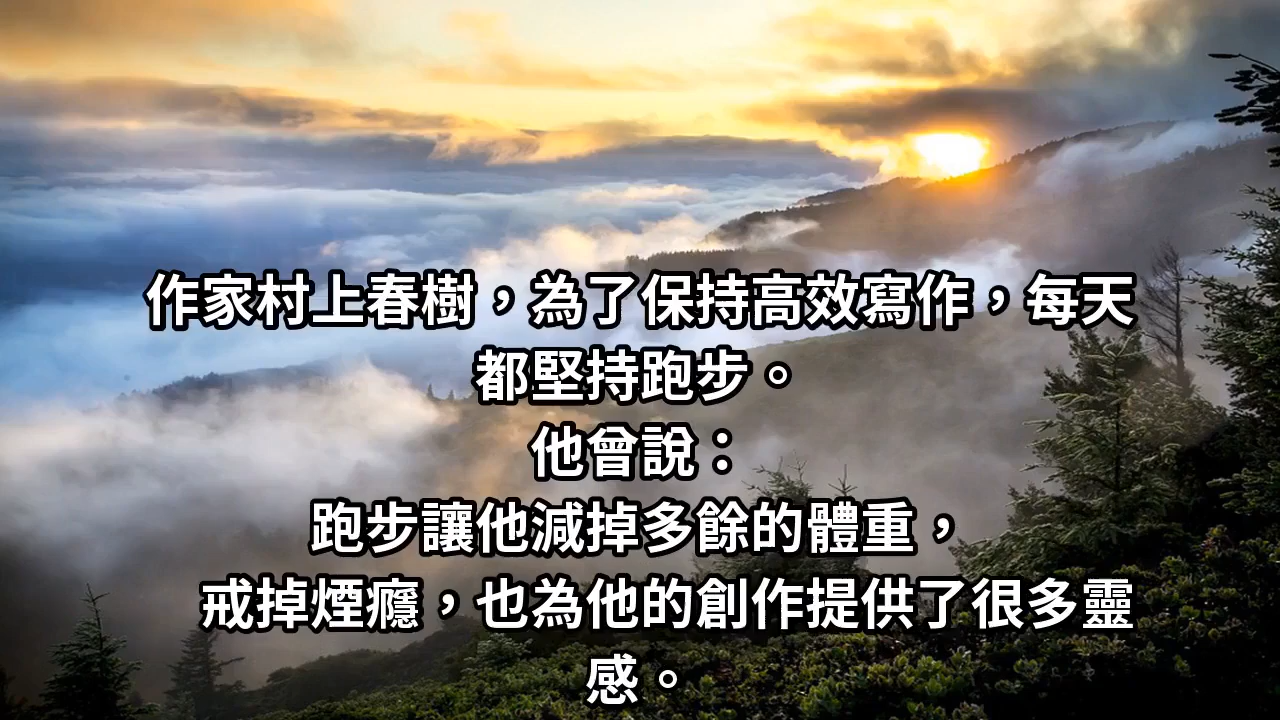 作家村上春樹，為了保持高效寫作，每天
都堅持跑步。
他曾說：
跑步讓他減掉多餘的體重，
戒掉煙癮，也為他的創作提供了很多靈
感。